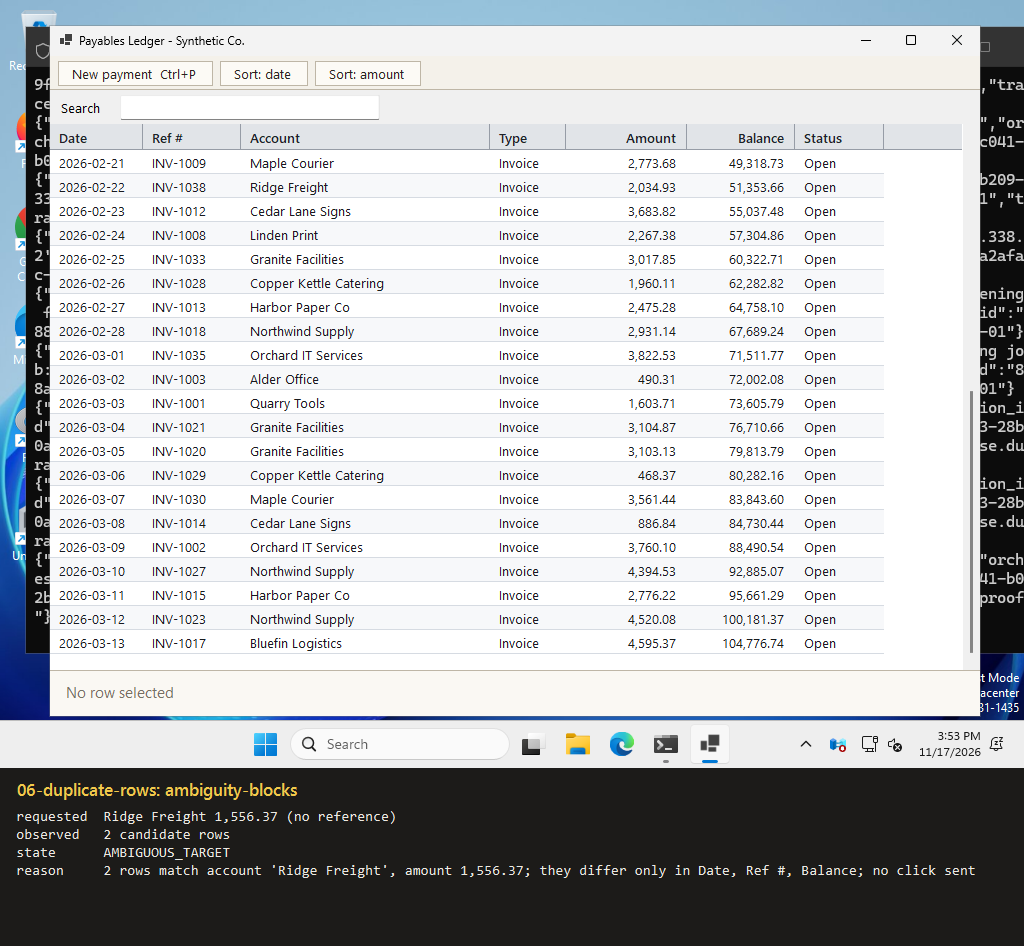 Payables Ledger - Synthetic Co.
New payment Ctrl+P Sort: date Sort: amount
Search
Date Ref # Account Type Amount Balance Status
2026-02-21 INV-1009 Maple Courier Invoice 2,773.68 49,318.73 Open
2026-02-22 INV-1038 Ridge Freight Invoice 2,034.93 51,353.66 Open
2026-02-23 INV-1012 Cedar Lane Signs Invoice 3,683.82 55,037.48 Open
2026-02-24 INV-1008 Linden Print Invoice 2,267.38 57,304.86 Open
2026-02-25 INV-1033 Granite Facilities Invoice 3,017.85 60,322.71 Open
2026-02-26 INV-1028 Copper Kettle Catering Invoice 1,960.11 62,282.82 Open
2026-02-27 INV-1013 Harbor Paper Co Invoice 2,475.28 64,758.10 Open
2026-02-28 INV-1018 Northwind Supply Invoice 2,931.14 67,689.24 Open
2026-03-01 INV-1035 Orchard IT Services Invoice 3,822.53 71,511.77 Open
2026-03-02 INV-1003 Alder Office Invoice 490.31 72,002.08 Open
2026-03-03 INV-1001 Quarry Tools Invoice 1,603.71 73,605.79 Open
2026-03-04 INV-1021 Granite Facilities Invoice 3,104.87 76,710.66 Open
2026-03-05 INV-1020 Granite Facilities Invoice 3,103.13 79,813.79 Open
2026-03-06 INV-1029 Copper Kettle Catering Invoice 468.37 80,282.16 Open
2026-03-07 INV-1030 Maple Courier Invoice 3,561.44 83,843.60 Open
2026-03-08 INV-1014 Cedar Lane Signs Invoice 886.84 84,730.44 Open
2026-03-09 INV-1002 Orchard IT Services Invoice 3,760.10 88,490.54 Open
2026-03-10 INV-1027 Northwind Supply Invoice 4,394.53 92,885.07 Open
2026-03-11 INV-1015 Harbor Paper Co Invoice 2,776.22 95,661.29 Open
2026-03-12 INV-1023 Northwind Supply Invoice 4,520.08 100,181.37 Open
2026-03-13 INV-1017 Bluefin Logistics Invoice 4,595.37 104,776.74 Open
No row selected
t Mode
acenter
31-1435
Search
3:53 PM
11/17/2026
06-duplicate-rows: ambiguity-blocks
requested Ridge Freight 1,556.37 (no reference)
observed 2 candidate rows
state AMBIGUOUS_TARGET
reason 2 rows match account 'Ridge Freight', amount 1,556.37; they differ only in Date, Ref #, Balance; no click sent